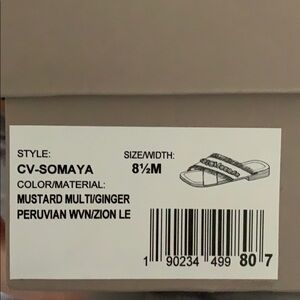 STYLE: SIZE/WIDTH:
CV-SOMAYA 8½M
COLOR/MATERIAL:
MUSTARD MULTI/GINGER
PERUVIAN WVN/ZION LE
1 90234 499 80 7